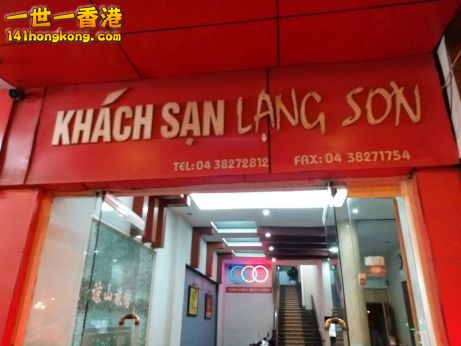 一世一香港
141hongkong.com
KHÁCH SẠN LẠNG SƠN
TEL: 04 38272812 FAX: 04 38271754